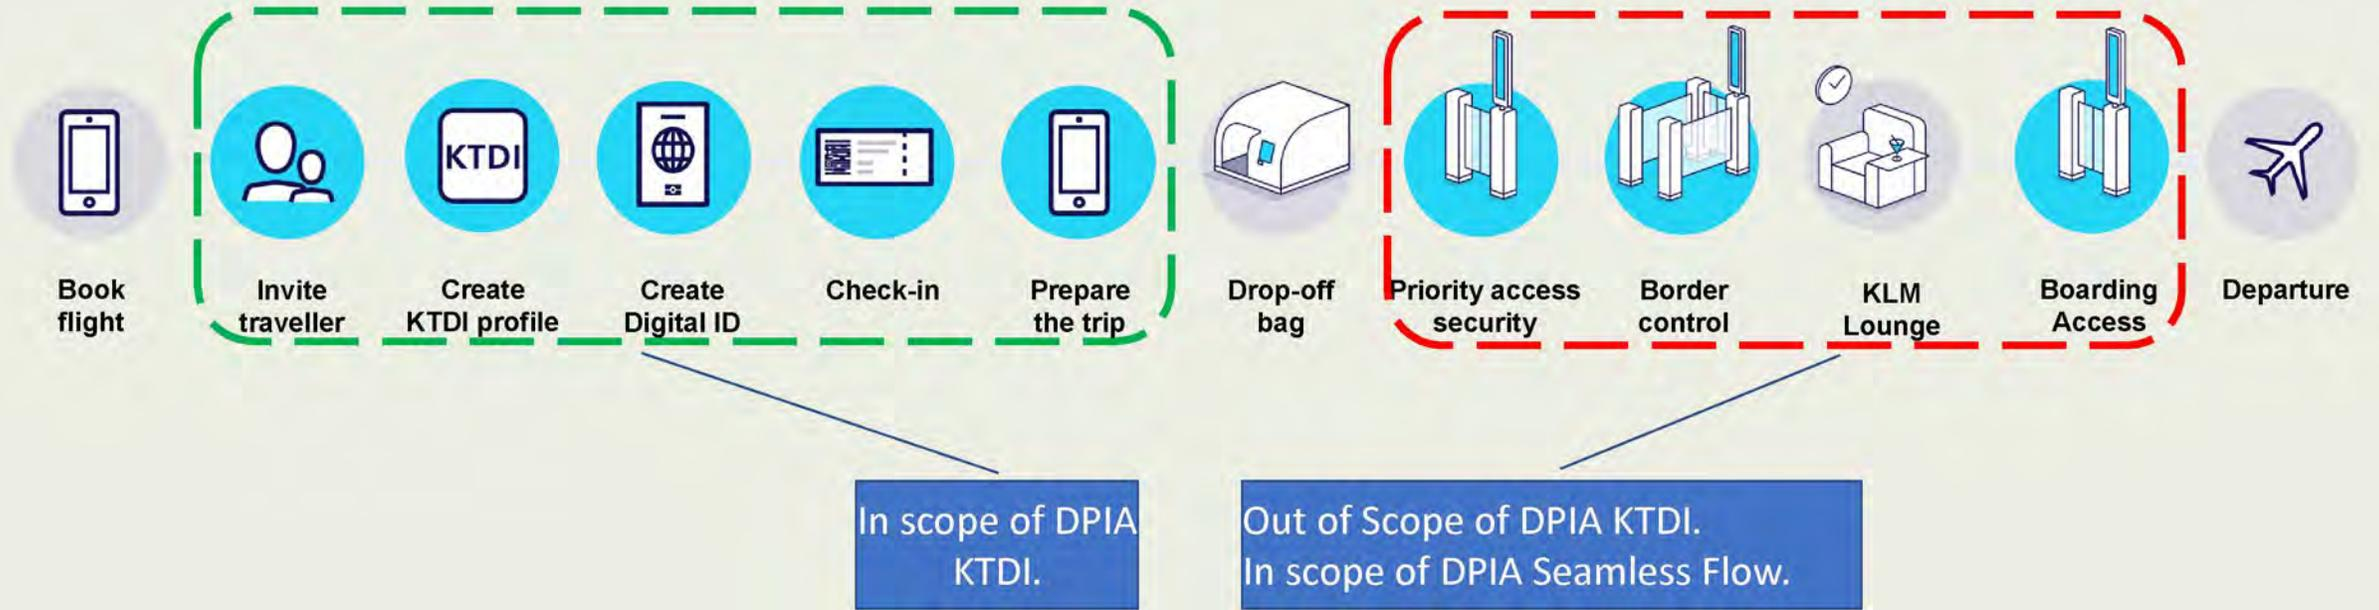 KTDI
Book
flight
Invite
traveller
Create
KTDI profile
Create
Digital ID
Check-in
Prepare
the trip
Drop-off
bag
Priority access
security
Border
control
KLM
Lounge
Boarding
Access
Departure
In scope of DPIA
KTDI.
Out of Scope of DPIA KTDI.
In scope of DPIA Seamless Flow.